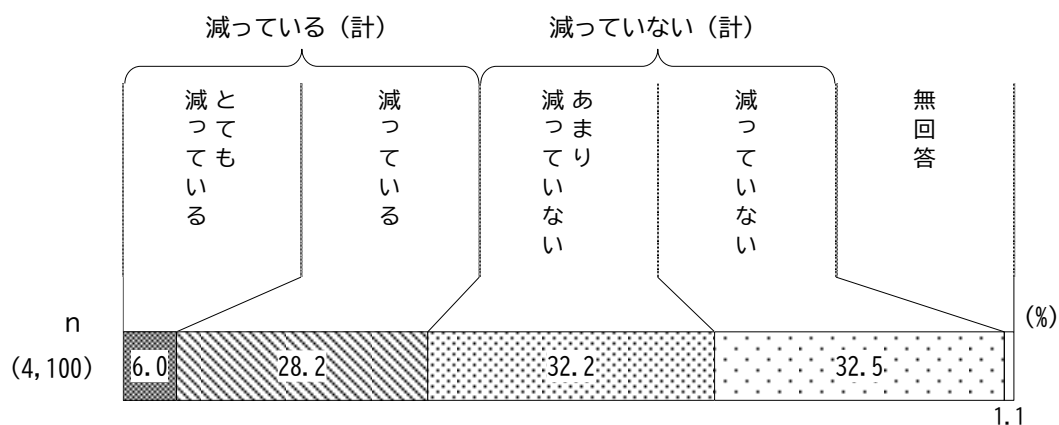 減っている（計）
減っていない（計）
とても
減っている
減っている
あまり
減っていない
減っていない
無回答
n
(%)
(4,100)
6.0
28.2
32.2
32.5
1.1